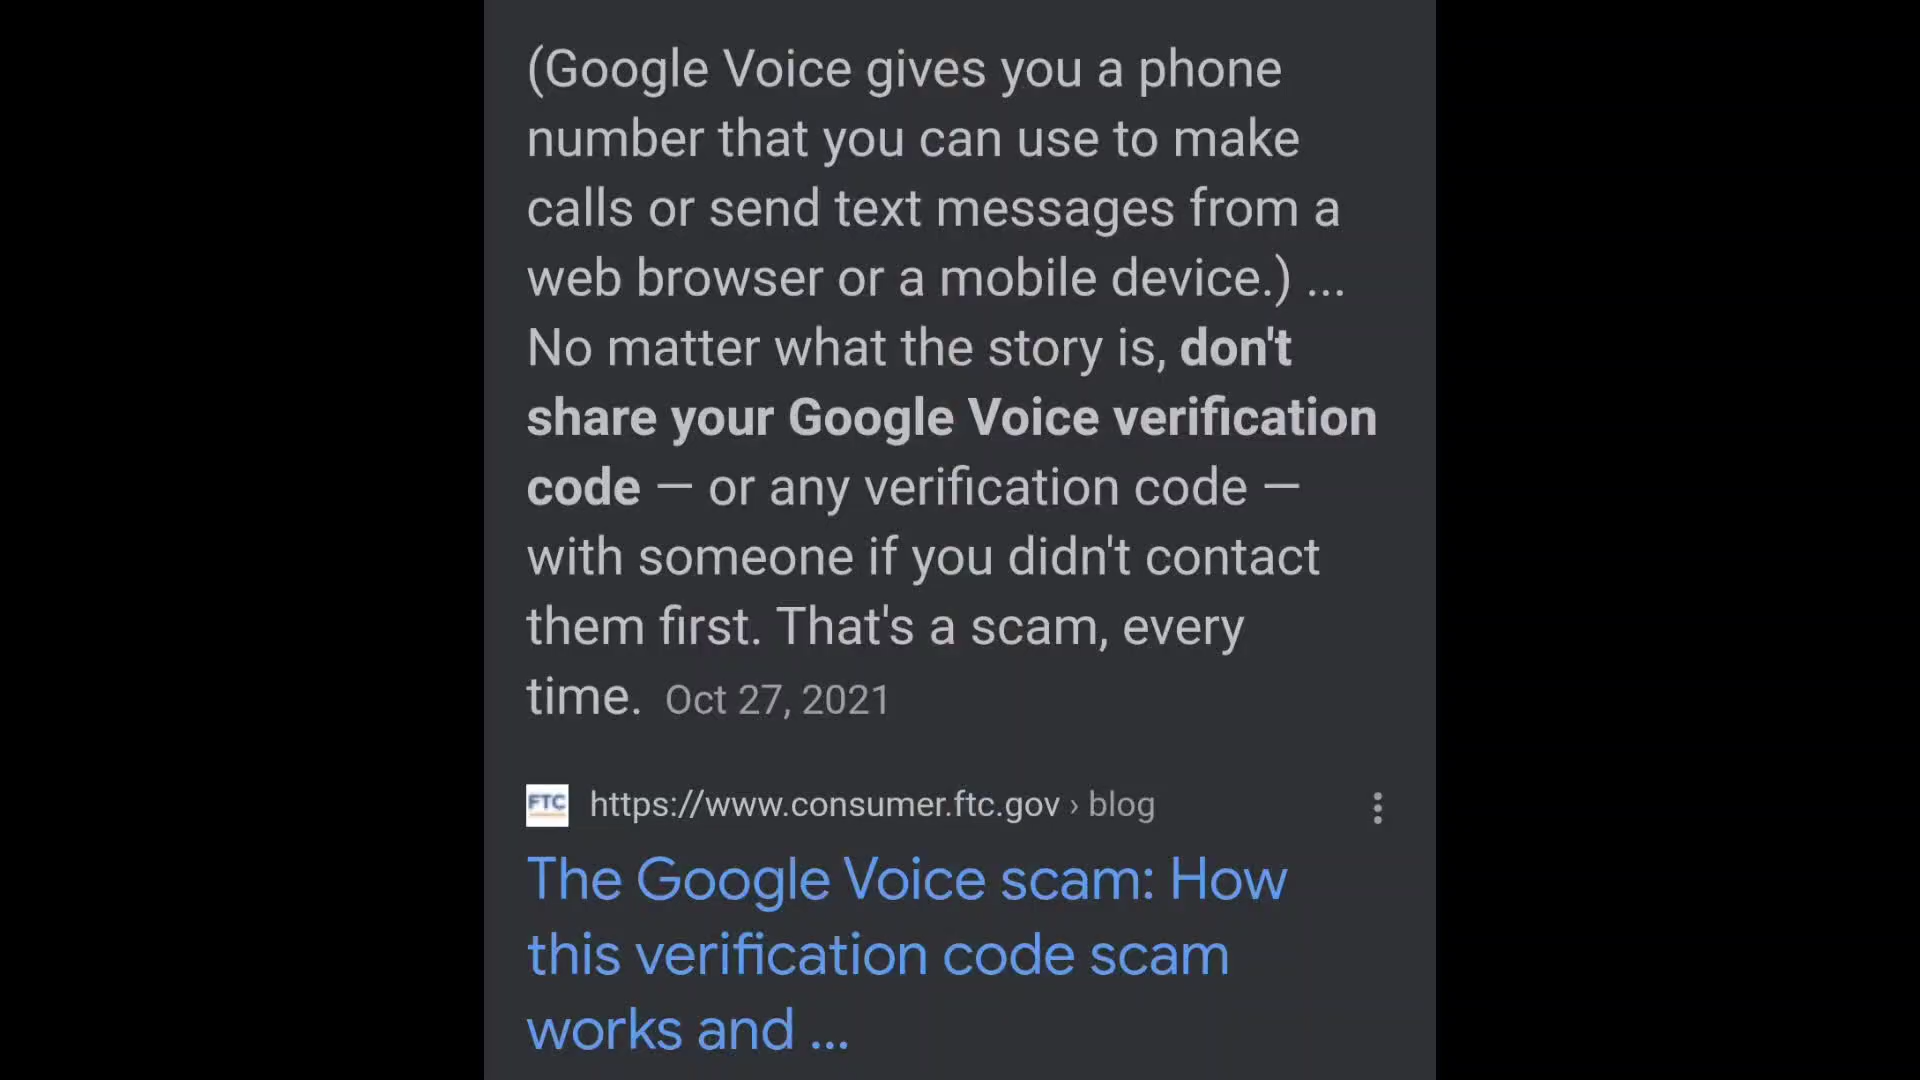 (Google Voice gives you a phone
number that you can use to make
calls or send text messages from a
web browser or a mobile device.) ...
No matter what the story is, don't
share your Google Voice verification
code — or any verification code —
with someone if you didn't contact
them first. That's a scam, every
time. Oct 27, 2021
FTC https://www.consumer.ftc.gov › blog
The Google Voice scam: How
this verification code scam
works and ...